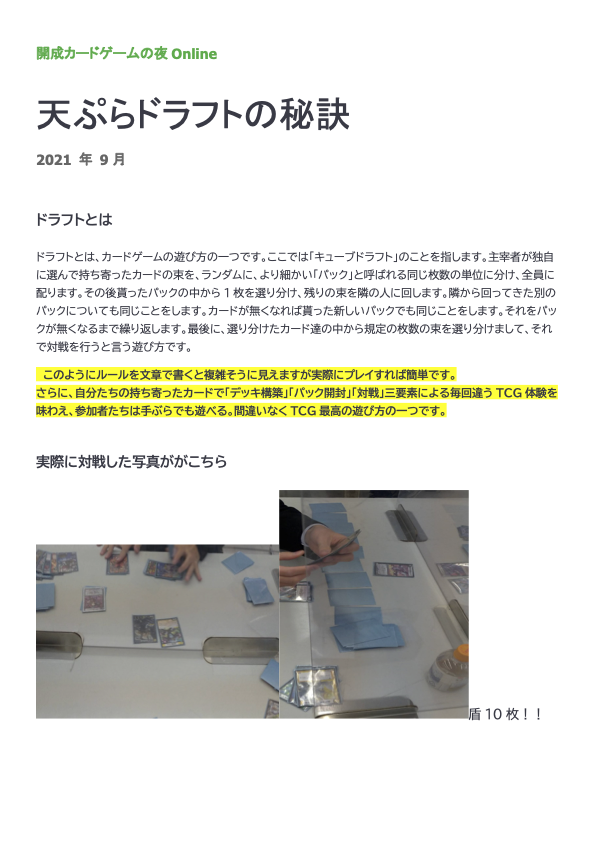 開成カードゲームの夜 Online
天ぷらドラフトの秘訣
2021 年 9 月
ドラフトとは
ドラフトとは、カードゲームの遊び方の一つです。ここでは「キューブドラフト」のことを指します。主宰者が独自
に選んで持ち寄ったカードの束を、ランダムに、より細かい「パック」と呼ばれる同じ枚数の単位に分け、全員に
配ります。その後貰ったパックの中から 1 枚を選り分け、残りの束を隣の人に回します。隣から回ってきた別の
パックについても同じことをします。カードが無くなれば貰った新しいパックでも同じことをします。それをパッ
クが無くなるまで繰り返します。最後に、選り分けたカード達の中から規定の枚数の束を選り分けまして、それ
で対戦を行うと言う遊び方です。
このようにルールを文章で書くと複雑そうに見えますが実際にプレイすれば簡単です。
さらに、自分たちの持ち寄ったカードで「デッキ構築」「パック開封」「対戦」三要素による毎回違う TCG 体験を
味わえ、参加者たちは手ぶらでも遊べる。間違いなく TCG 最高の遊び方の一つです。
実際に対戦した写真ががこちら
盾 10 枚！！